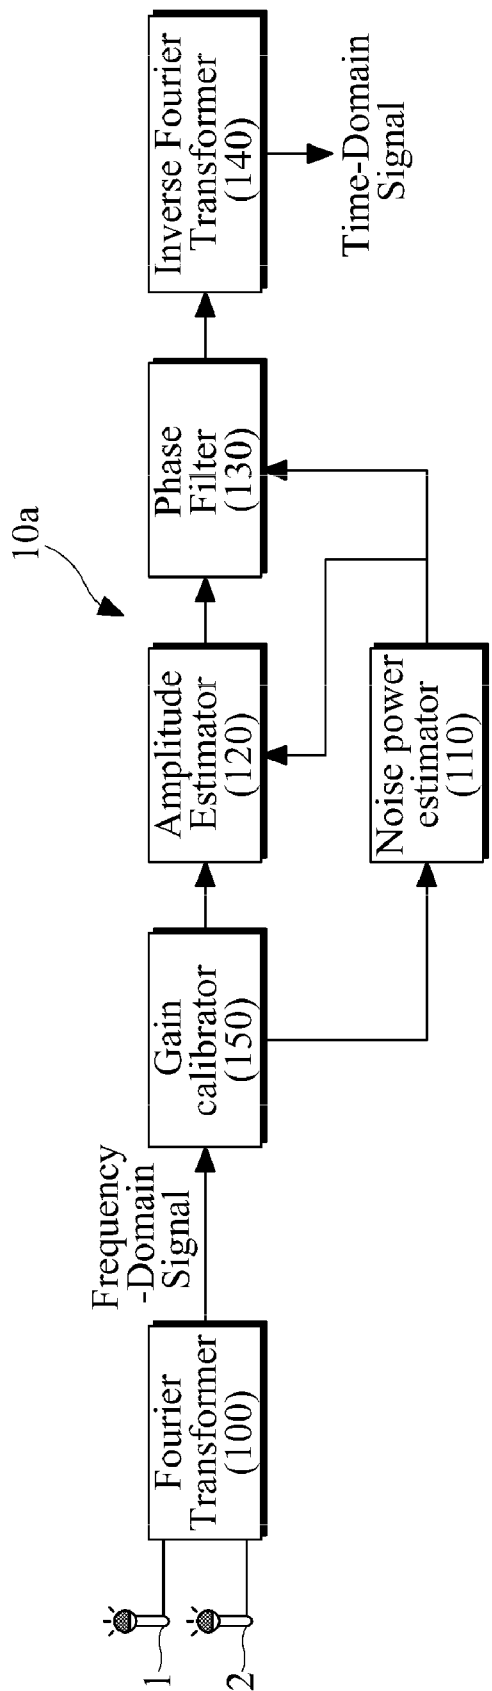 10a
1
2
Fourier
Transformer
(100)
Frequency
-Domain
Signal
Gain
calibrator
(150)
Amplitude
Estimator
(120)
Phase
Filter
(130)
Inverse Fourier
Transformer
(140)
Time-Domain
Signal
Noise power
estimator
(110)